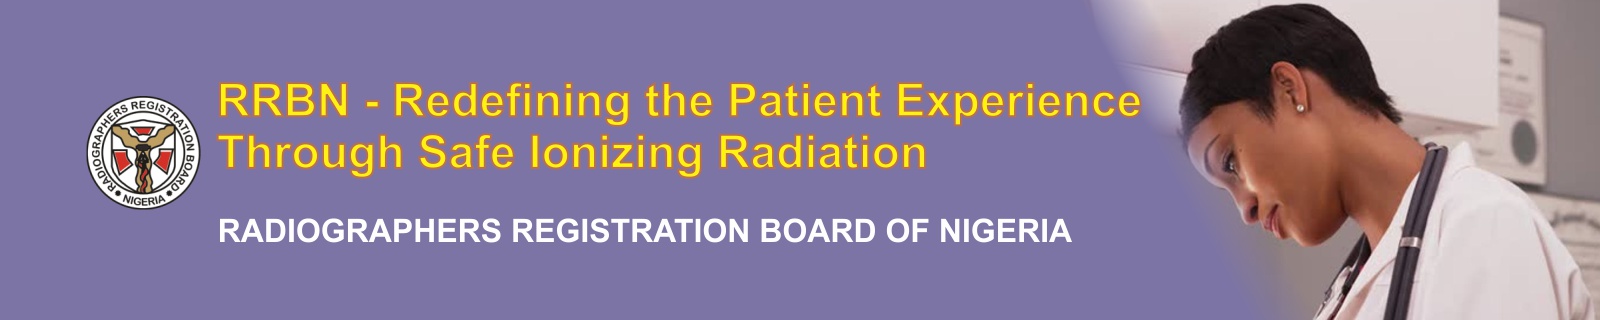 RRBN - Redefining the Patient Experience
Through Safe Ionizing Radiation
RADIOGRAPHERS REGISTRATION BOARD OF NIGERIA
RADIOGRAPHERS REGISTRATION BOARD
NIGERIA